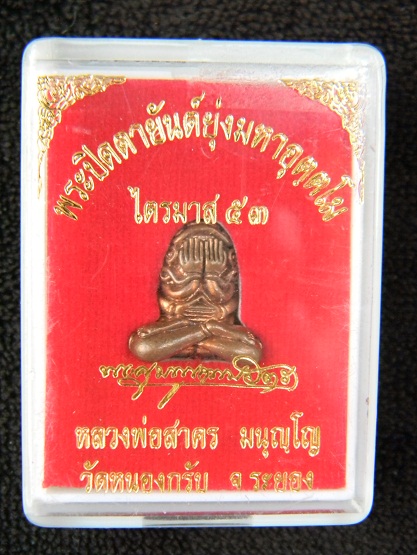 พระปิดตายันต์ยุ่งมหาอุตฺตโม
ไตรมาส ๕๓
หลวงพ่อสาคร มนุญฺโญ
วัดหนองกรับ จ.ระยอง